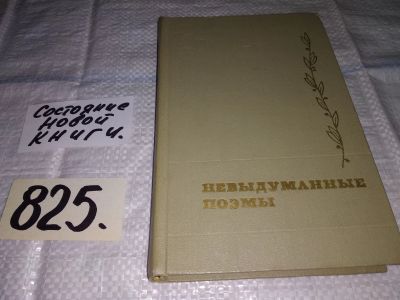 Состояние
новой
книги.
825.
НЕВЫДУМАННЫЕ
ПОЭМЫ